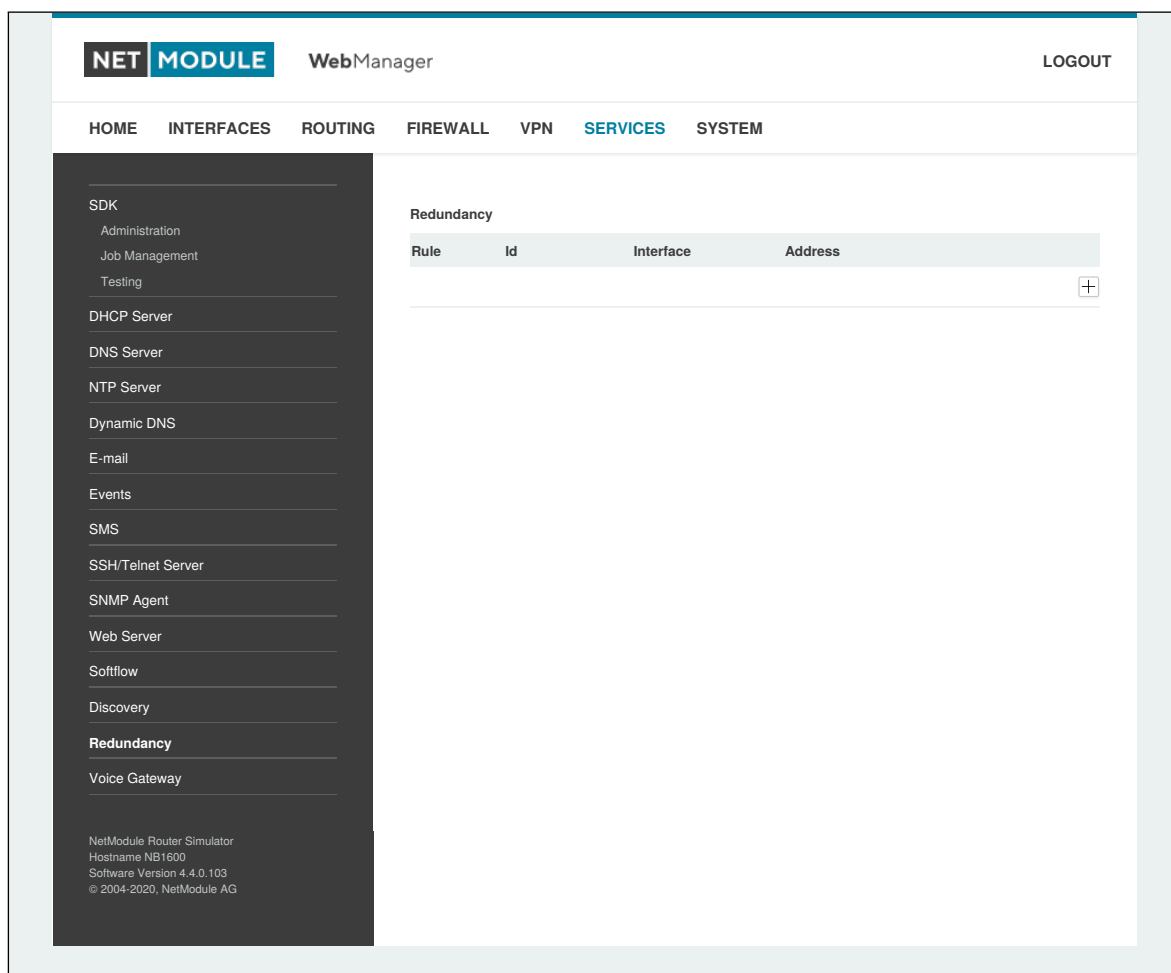 NET MODULE WebManager LOGOUT
HOME INTERFACES ROUTING FIREWALL VPN SERVICES SYSTEM
SDK
Administration
Job Management
Testing
DHCP Server
DNS Server
NTP Server
Dynamic DNS
E-mail
Events
SMS
SSH/Telnet Server
SNMP Agent
Web Server
Softflow
Discovery
Redundancy
Voice Gateway
NetModule Router Simulator
Hostname NB1600
Software Version 4.4.0.103
© 2004-2020, NetModule AG
Redundancy
Rule Id Interface Address